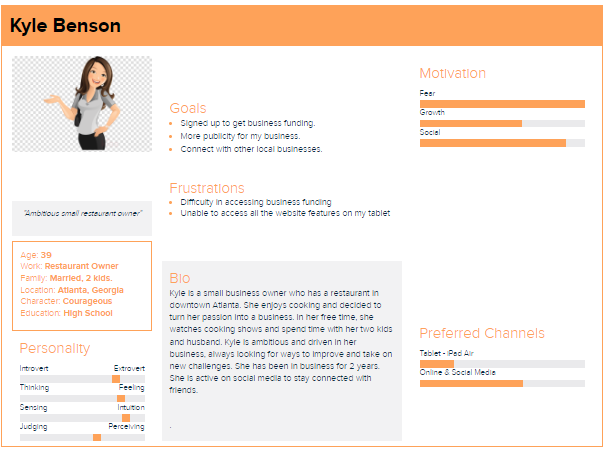 Kyle Benson
"Ambitious small restaurant owner"
Age: 39
Work: Restaurant Owner
Family: Married, 2 kids.
Location: Atlanta, Georgia
Character: Courageous
Education: High School
Personality
Introvert Extrovert
Thinking Feeling
Sensing Intuition
Judging Perceiving
Goals
• Signed up to get business funding.
• More publicity for my business.
• Connect with other local businesses.
Frustrations
• Difficulty in accessing business funding
• Unable to access all the website features on my tablet
Bio
Kyle is a small business owner who has a restaurant in
downtown Atlanta. She enjoys cooking and decided to
turn her passion into a business. In her free time, she
watches cooking shows and spend time with her two kids
and husband. Kyle is ambitious and driven in her
business, always looking for ways to improve and take on
new challenges. She has been in business for 2 years.
She is active on social media to stay connected with
friends.
.
Motivation
Fear
Growth
Social
Preferred Channels
Tablet - iPad Air
Online & Social Media